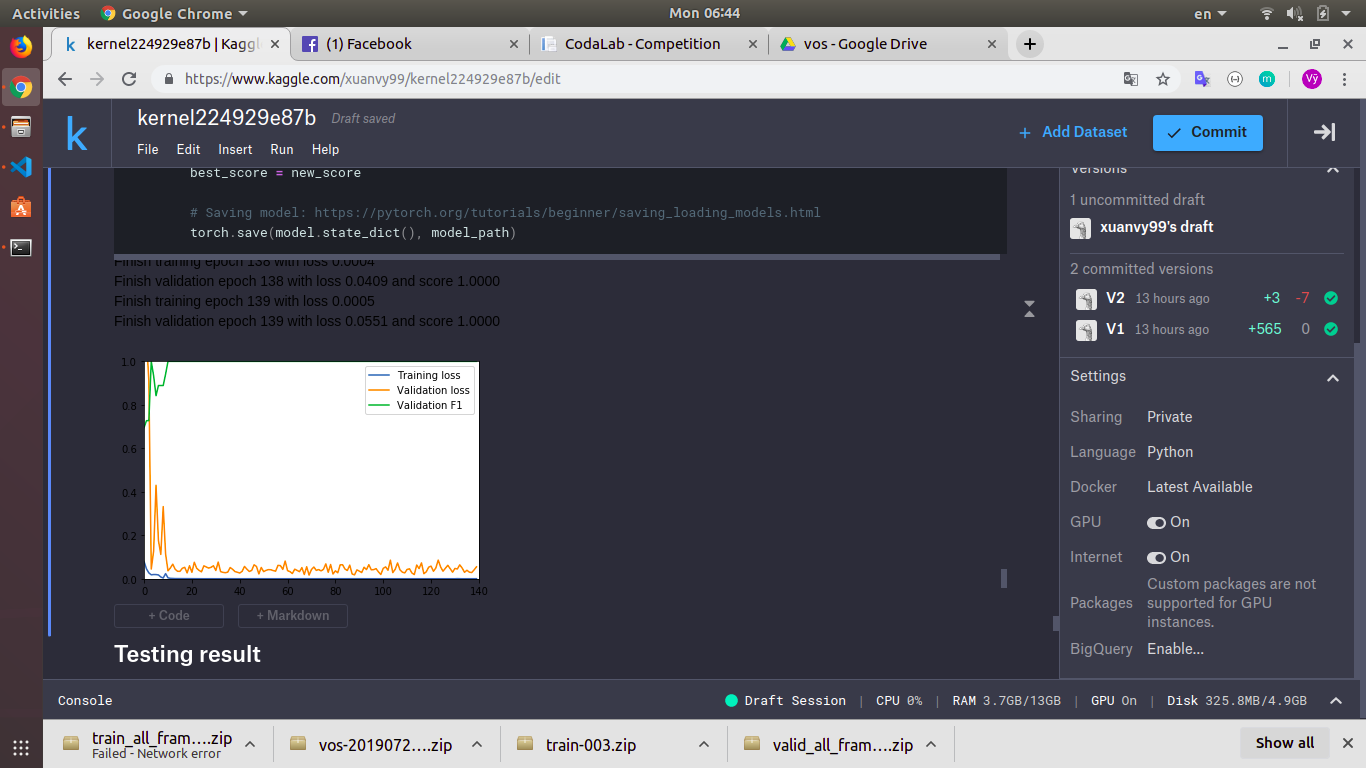 Activities
Google Chrome
Mon 06:44
en
kernel224929e87b | Kaggl
(1) Facebook
CodaLab - Competition
vos - Google Drive
https://www.kaggle.com/xuanvy99/kernel224929e87b/edit
Vỹ
k
kernel224929e87b
Draft saved
File Edit Insert Run Help
+ Add Dataset
Commit
best_score = new_score
# Saving model: https://pytorch.org/tutorials/beginner/saving_loading_models.html
torch.save(model.state_dict(), model_path)
Finish training epoch 138 with loss 0.0004
Finish validation epoch 138 with loss 0.0409 and score 1.0000
Finish training epoch 139 with loss 0.0005
Finish validation epoch 139 with loss 0.0551 and score 1.0000
1.0
0.8
0.6
0.4
0.2
0.0
0 20 40 60 80 100 120 140
Training loss
Validation loss
Validation F1
+ Code
+ Markdown
Testing result
Versions
1 uncommitted draft
xuanvy99's draft
2 committed versions
V2 13 hours ago +3 -7
V1 13 hours ago +565 0
Settings
Sharing Private
Language Python
Docker Latest Available
GPU On
Internet On
Packages Custom packages are not
supported for GPU
instances.
BigQuery Enable...
Console
Draft Session | CPU 0% | RAM 3.7GB/13GB | GPU On | Disk 325.8MB/4.9GB
train_all_fram....zip
Failed - Network error
vos-2019072....zip
train-003.zip
valid_all_fram....zip
Show all